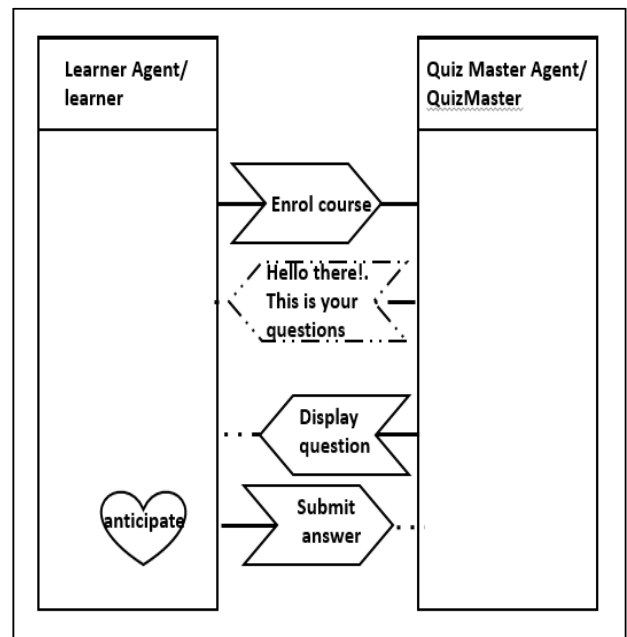 Learner Agent/
learner
Quiz Master Agent/
QuizMaster
Enrol course
Hello there!.
This is your
questions
Display
question
anticipate
Submit
answer